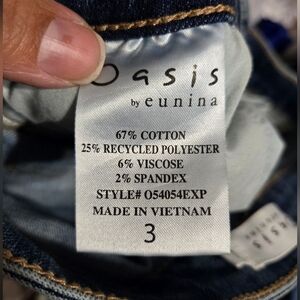 Oasis
by eunina
67% COTTON
25% RECYCLED POLYESTER
6% VISCOSE
2% SPANDEX
STYLE# O54054EXP
MADE IN VIETNAM
3